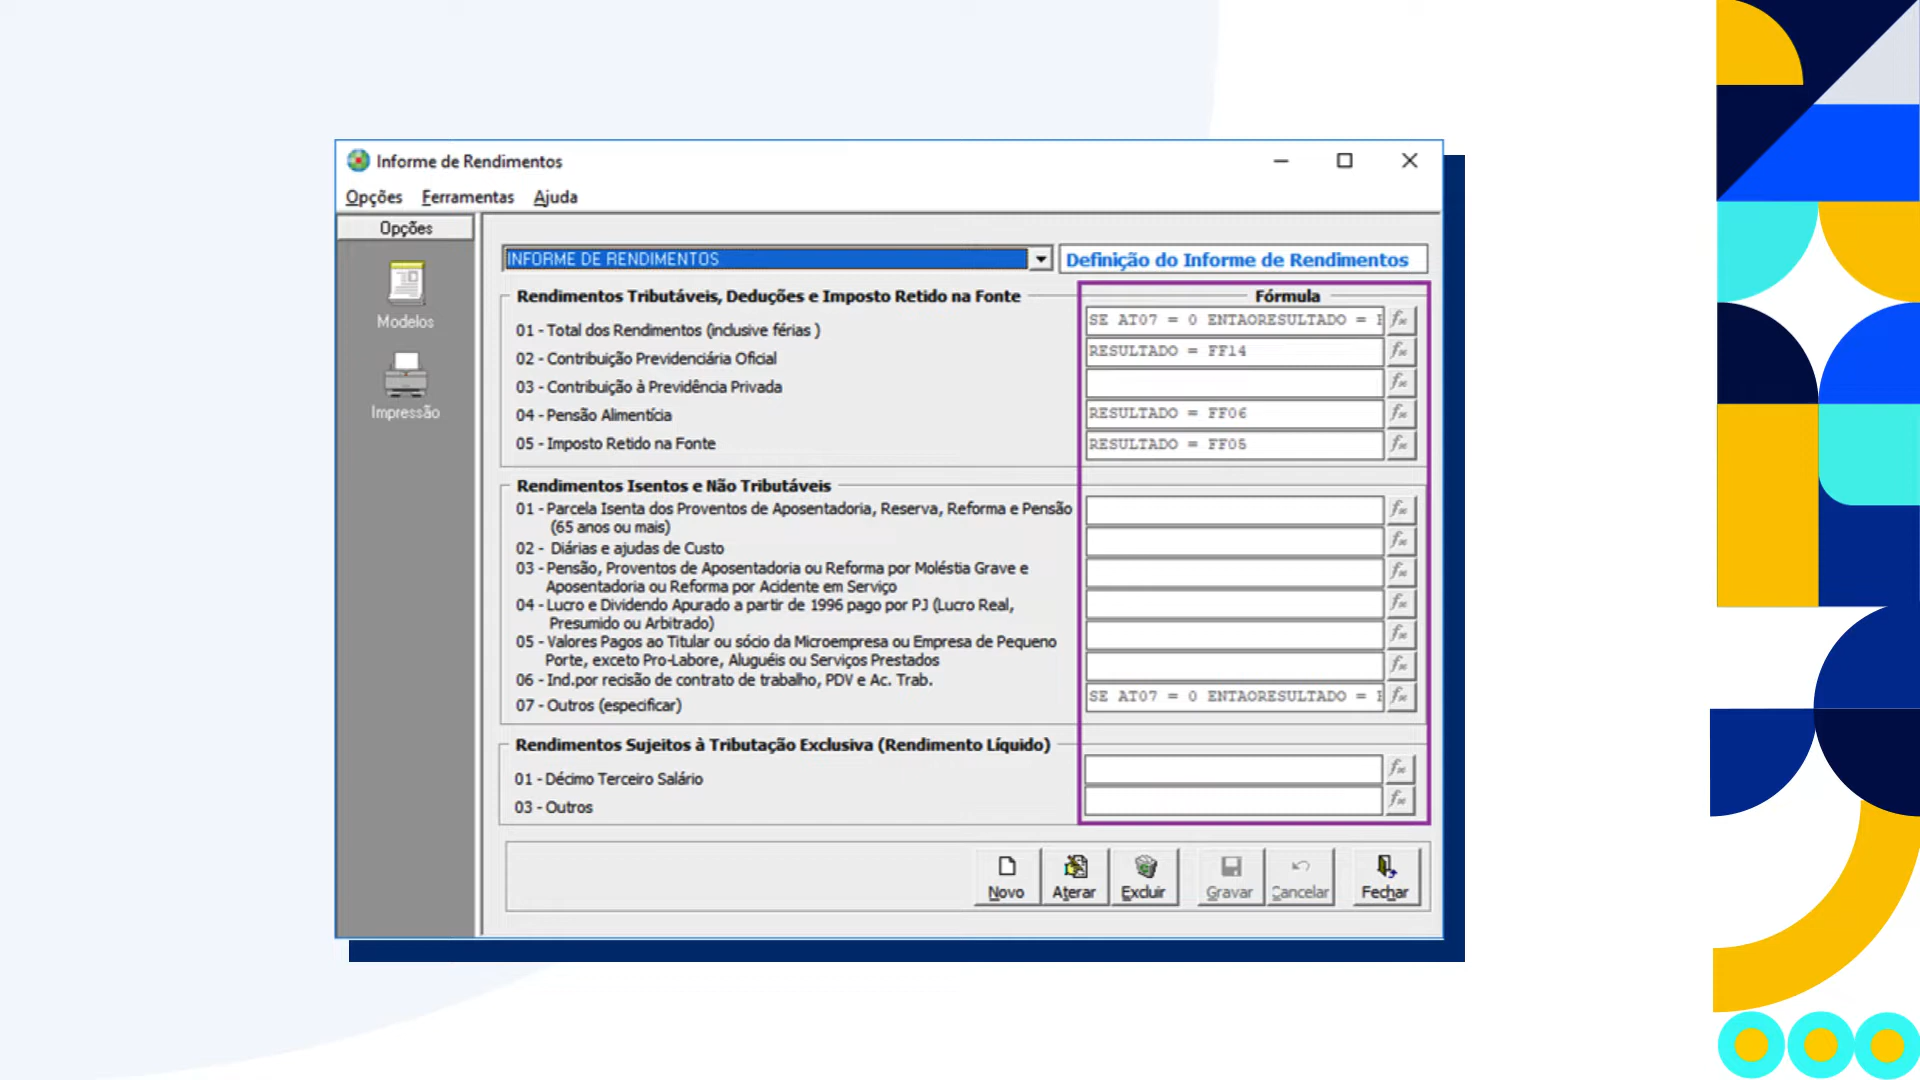 Informe de Rendimentos
Opções Ferramentas Ajuda
Opções
Modelos
Impressão
INFORME DE RENDIMENTOS
Definição do Informe de Rendimentos
Rendimentos Tributáveis, Deduções e Imposto Retido na Fonte
Fórmula
01 - Total dos Rendimentos (inclusive férias )
SE AT07 = 0 ENTAORESULTADO =
02 - Contribuição Previdenciária Oficial
RESULTADO = FF14
03 - Contribuição à Previdência Privada
04 - Pensão Alimentícia
RESULTADO = FF06
05 - Imposto Retido na Fonte
RESULTADO = FF05
Rendimentos Isentos e Não Tributáveis
01 - Parcela Isenta dos Proventos de Aposentadoria, Reserva, Reforma e Pensão
(65 anos ou mais)
02 - Diárias e ajudas de Custo
03 - Pensão, Proventos de Aposentadoria ou Reforma por Moléstia Grave e
Aposentadoria ou Reforma por Acidente em Serviço
04 - Lucro e Dividendo Apurado a partir de 1996 pago por PJ (Lucro Real,
Presumido ou Arbitrado)
05 - Valores Pagos ao Titular ou sócio da Microempresa ou Empresa de Pequeno
Porte, exceto Pro-Labore, Aluguéis ou Serviços Prestados
06 - Ind.por recisão de contrato de trabalho, PDV e Ac. Trab.
07 - Outros (especificar)
SE AT07 = 0 ENTAORESULTADO =
Rendimentos Sujeitos à Tributação Exclusiva (Rendimento Líquido)
01 - Décimo Terceiro Salário
03 - Outros
Novo Aterar Excluir Gravar Cancelar Fechar